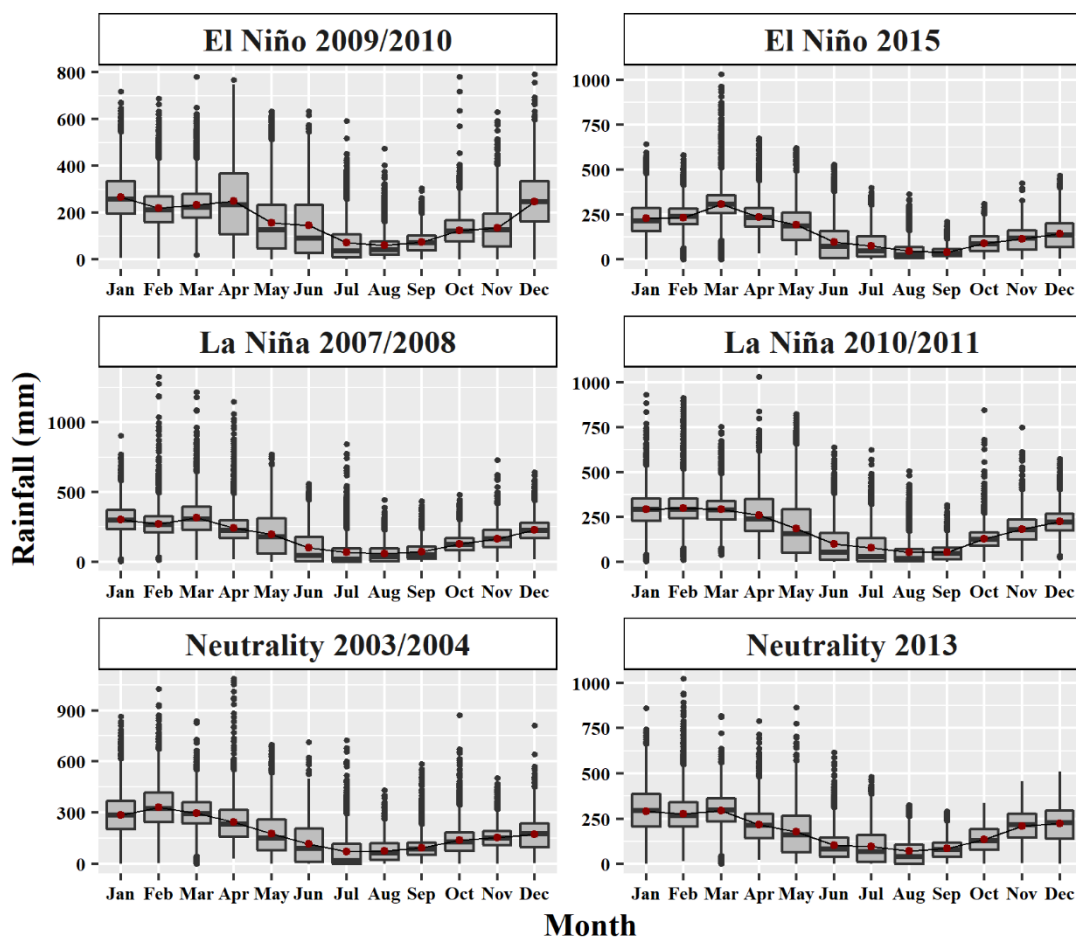 El Niño 2009/2010
El Niño 2015
800
600
400
200
0
1000
750
500
250
0
Jan Feb Mar Apr May Jun Jul Aug Sep Oct Nov Dec
Jan Feb Mar Apr May Jun Jul Aug Sep Oct Nov Dec
La Niña 2007/2008
La Niña 2010/2011
Rainfall (mm)
1000
500
0
1000
750
500
250
0
Jan Feb Mar Apr May Jun Jul Aug Sep Oct Nov Dec
Jan Feb Mar Apr May Jun Jul Aug Sep Oct Nov Dec
Neutrality 2003/2004
Neutrality 2013
900
600
300
0
1000
750
500
250
0
Jan Feb Mar Apr May Jun Jul Aug Sep Oct Nov Dec
Jan Feb Mar Apr May Jun Jul Aug Sep Oct Nov Dec
Month